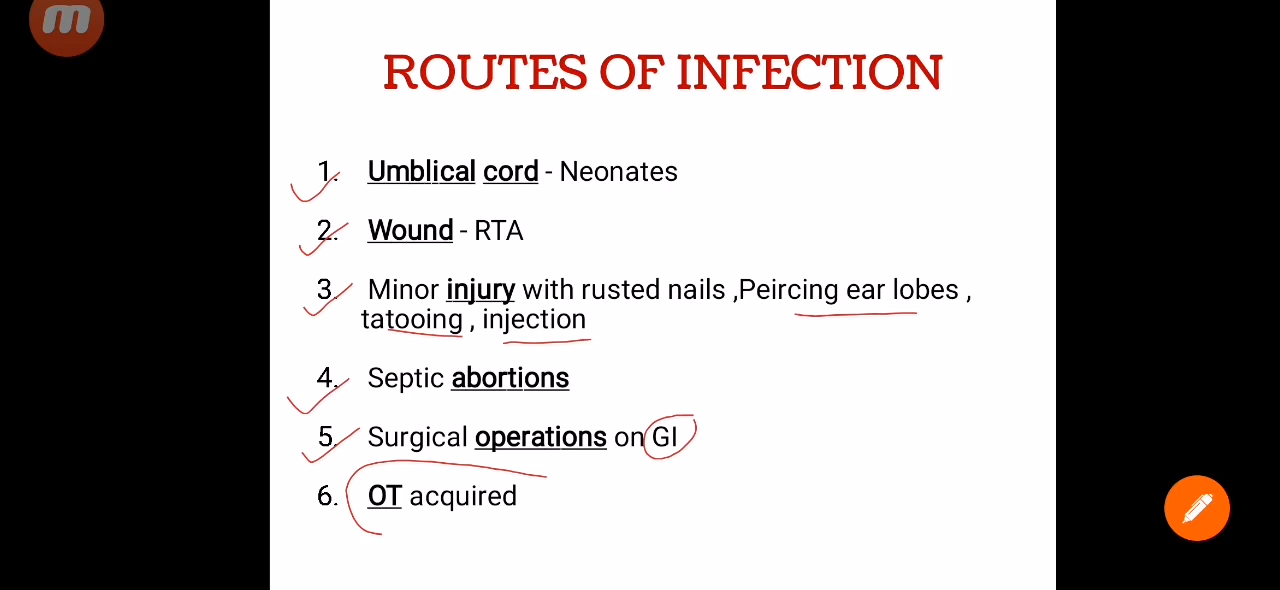 m
ROUTES OF INFECTION
1. Umblical cord - Neonates
2. Wound - RTA
3. Minor injury with rusted nails ,Peircing ear lobes ,
tatooing , injection
4. Septic abortions
5. Surgical operations on GI
6. OT acquired